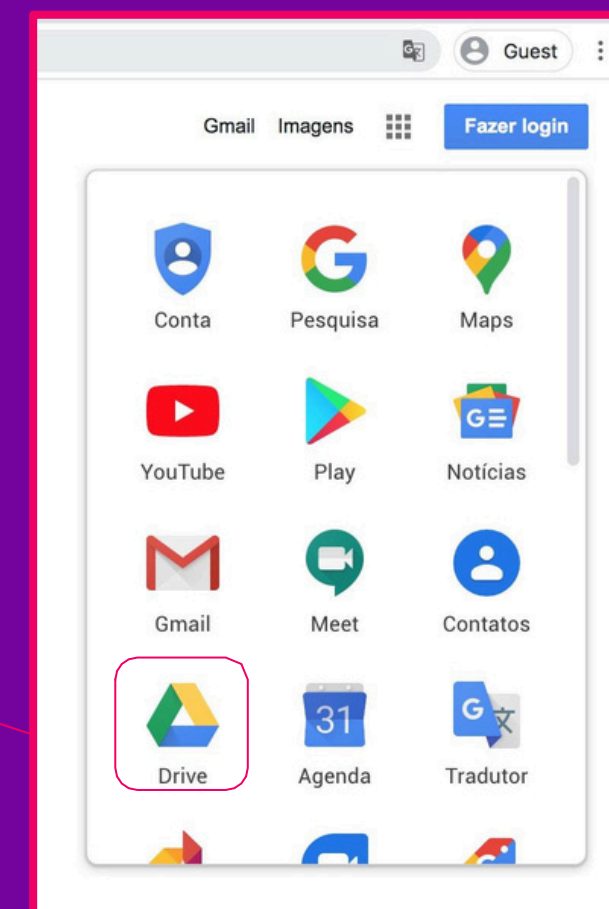 Guest
Gmail Imagens Fazer login
Conta Pesquisa Maps
YouTube Play Notícias
Gmail Meet Contatos
31 G
Drive Agenda Tradutor